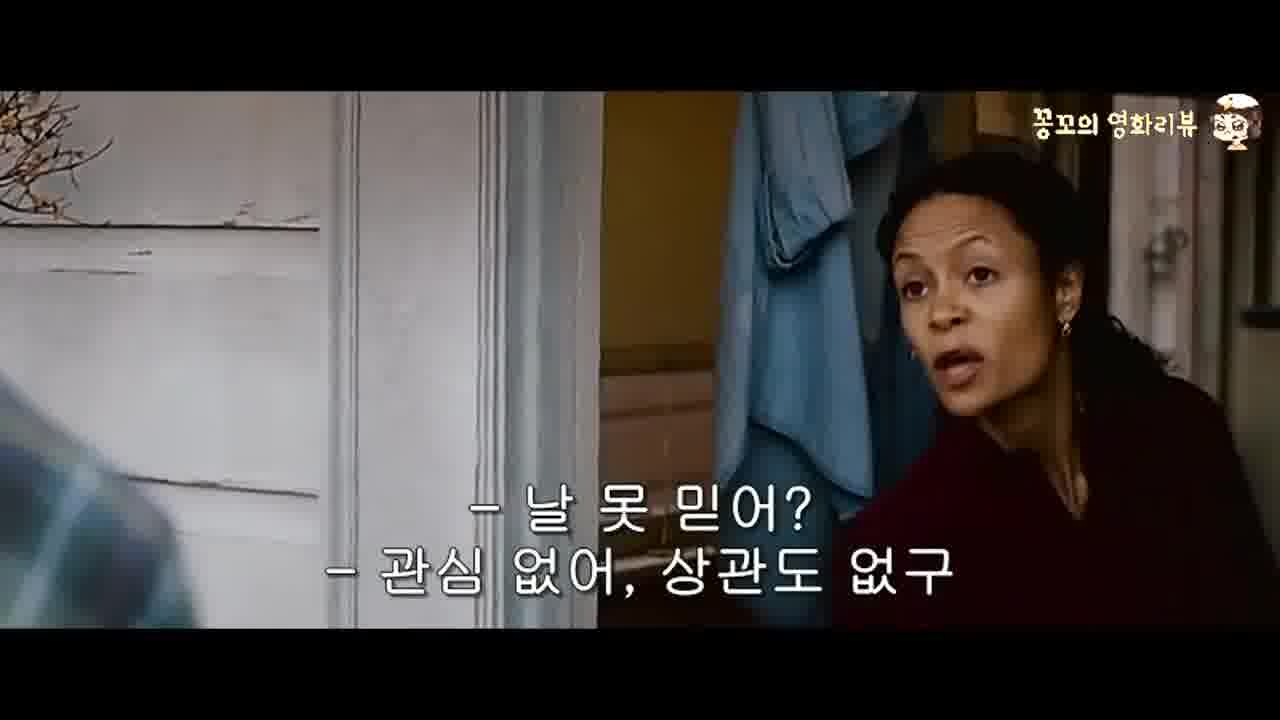 꽁꼬의 영화리뷰
- 날 못 믿어?
- 관심 없어, 상관도 없구